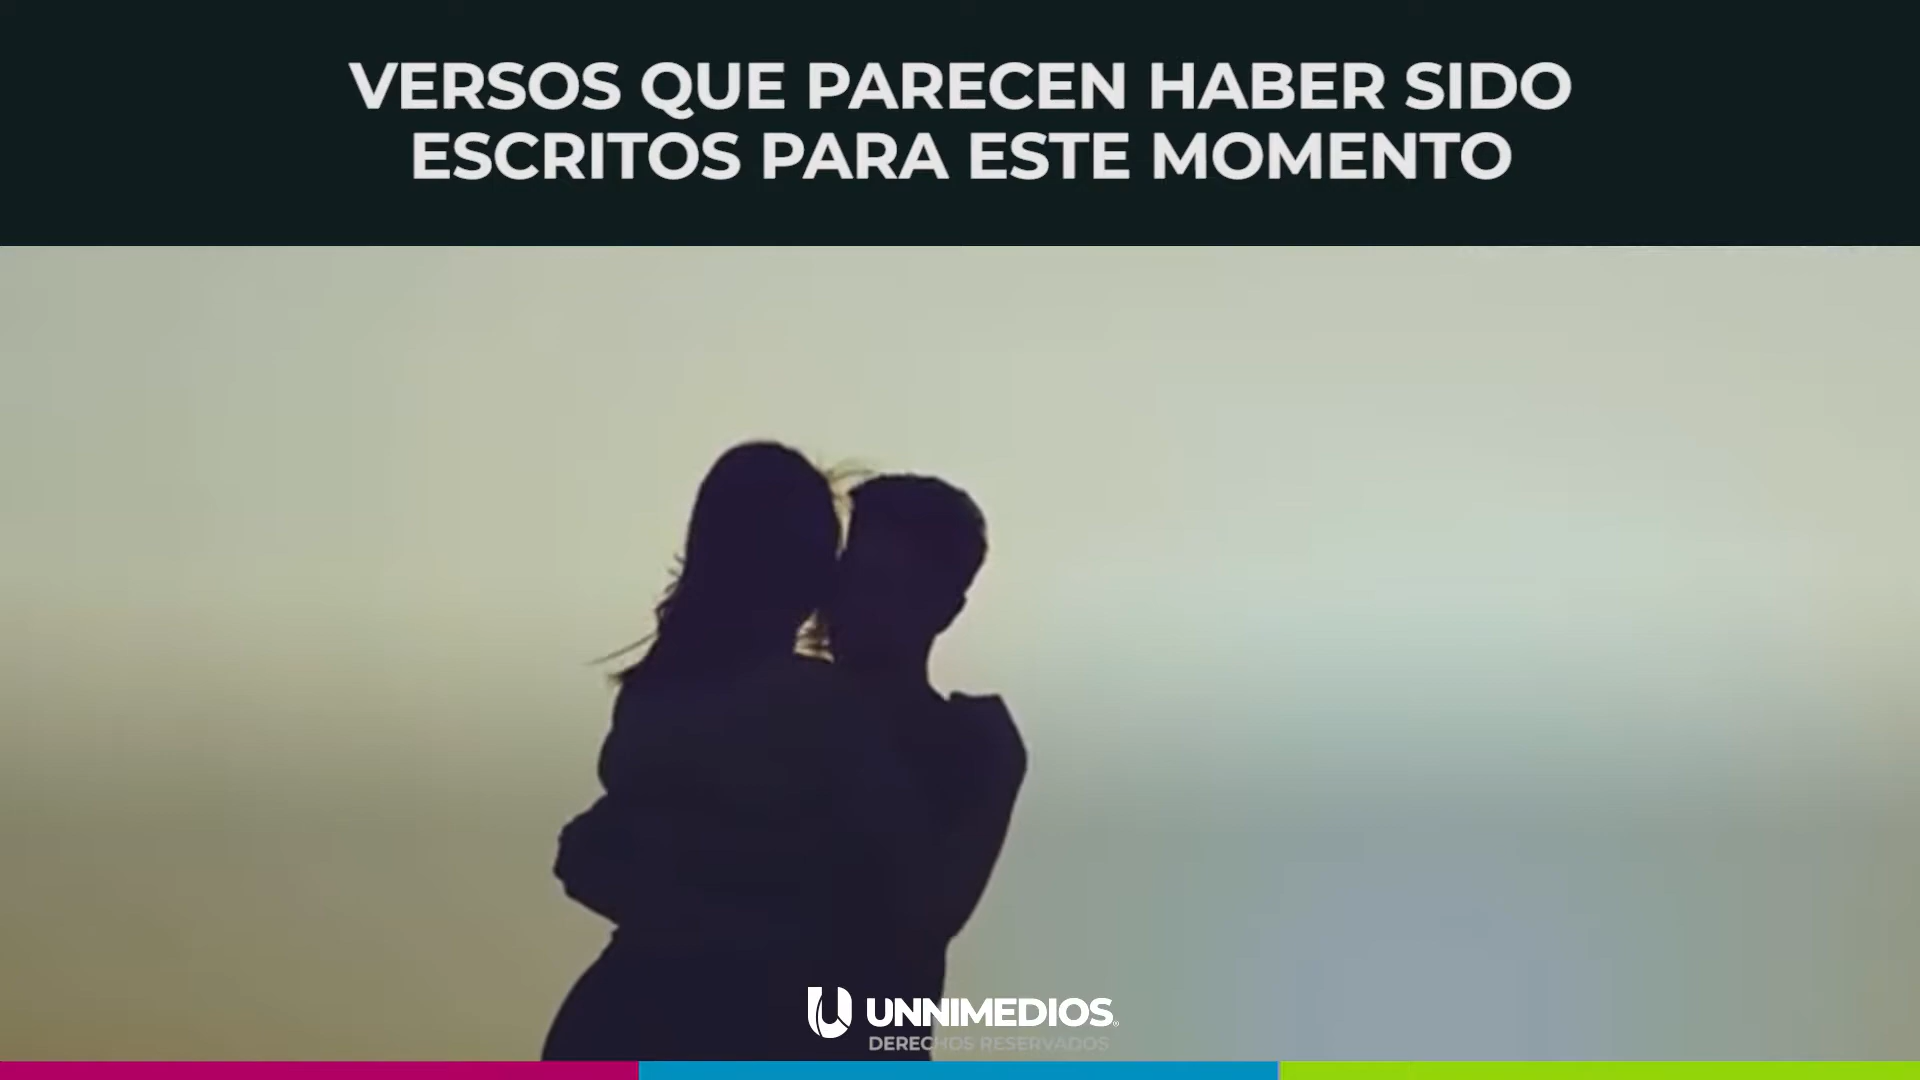 VERSOS QUE PARECEN HABER SIDO
ESCRITOS PARA ESTE MOMENTO
UNNIMEDIOS®
DERECHOS RESERVADOS